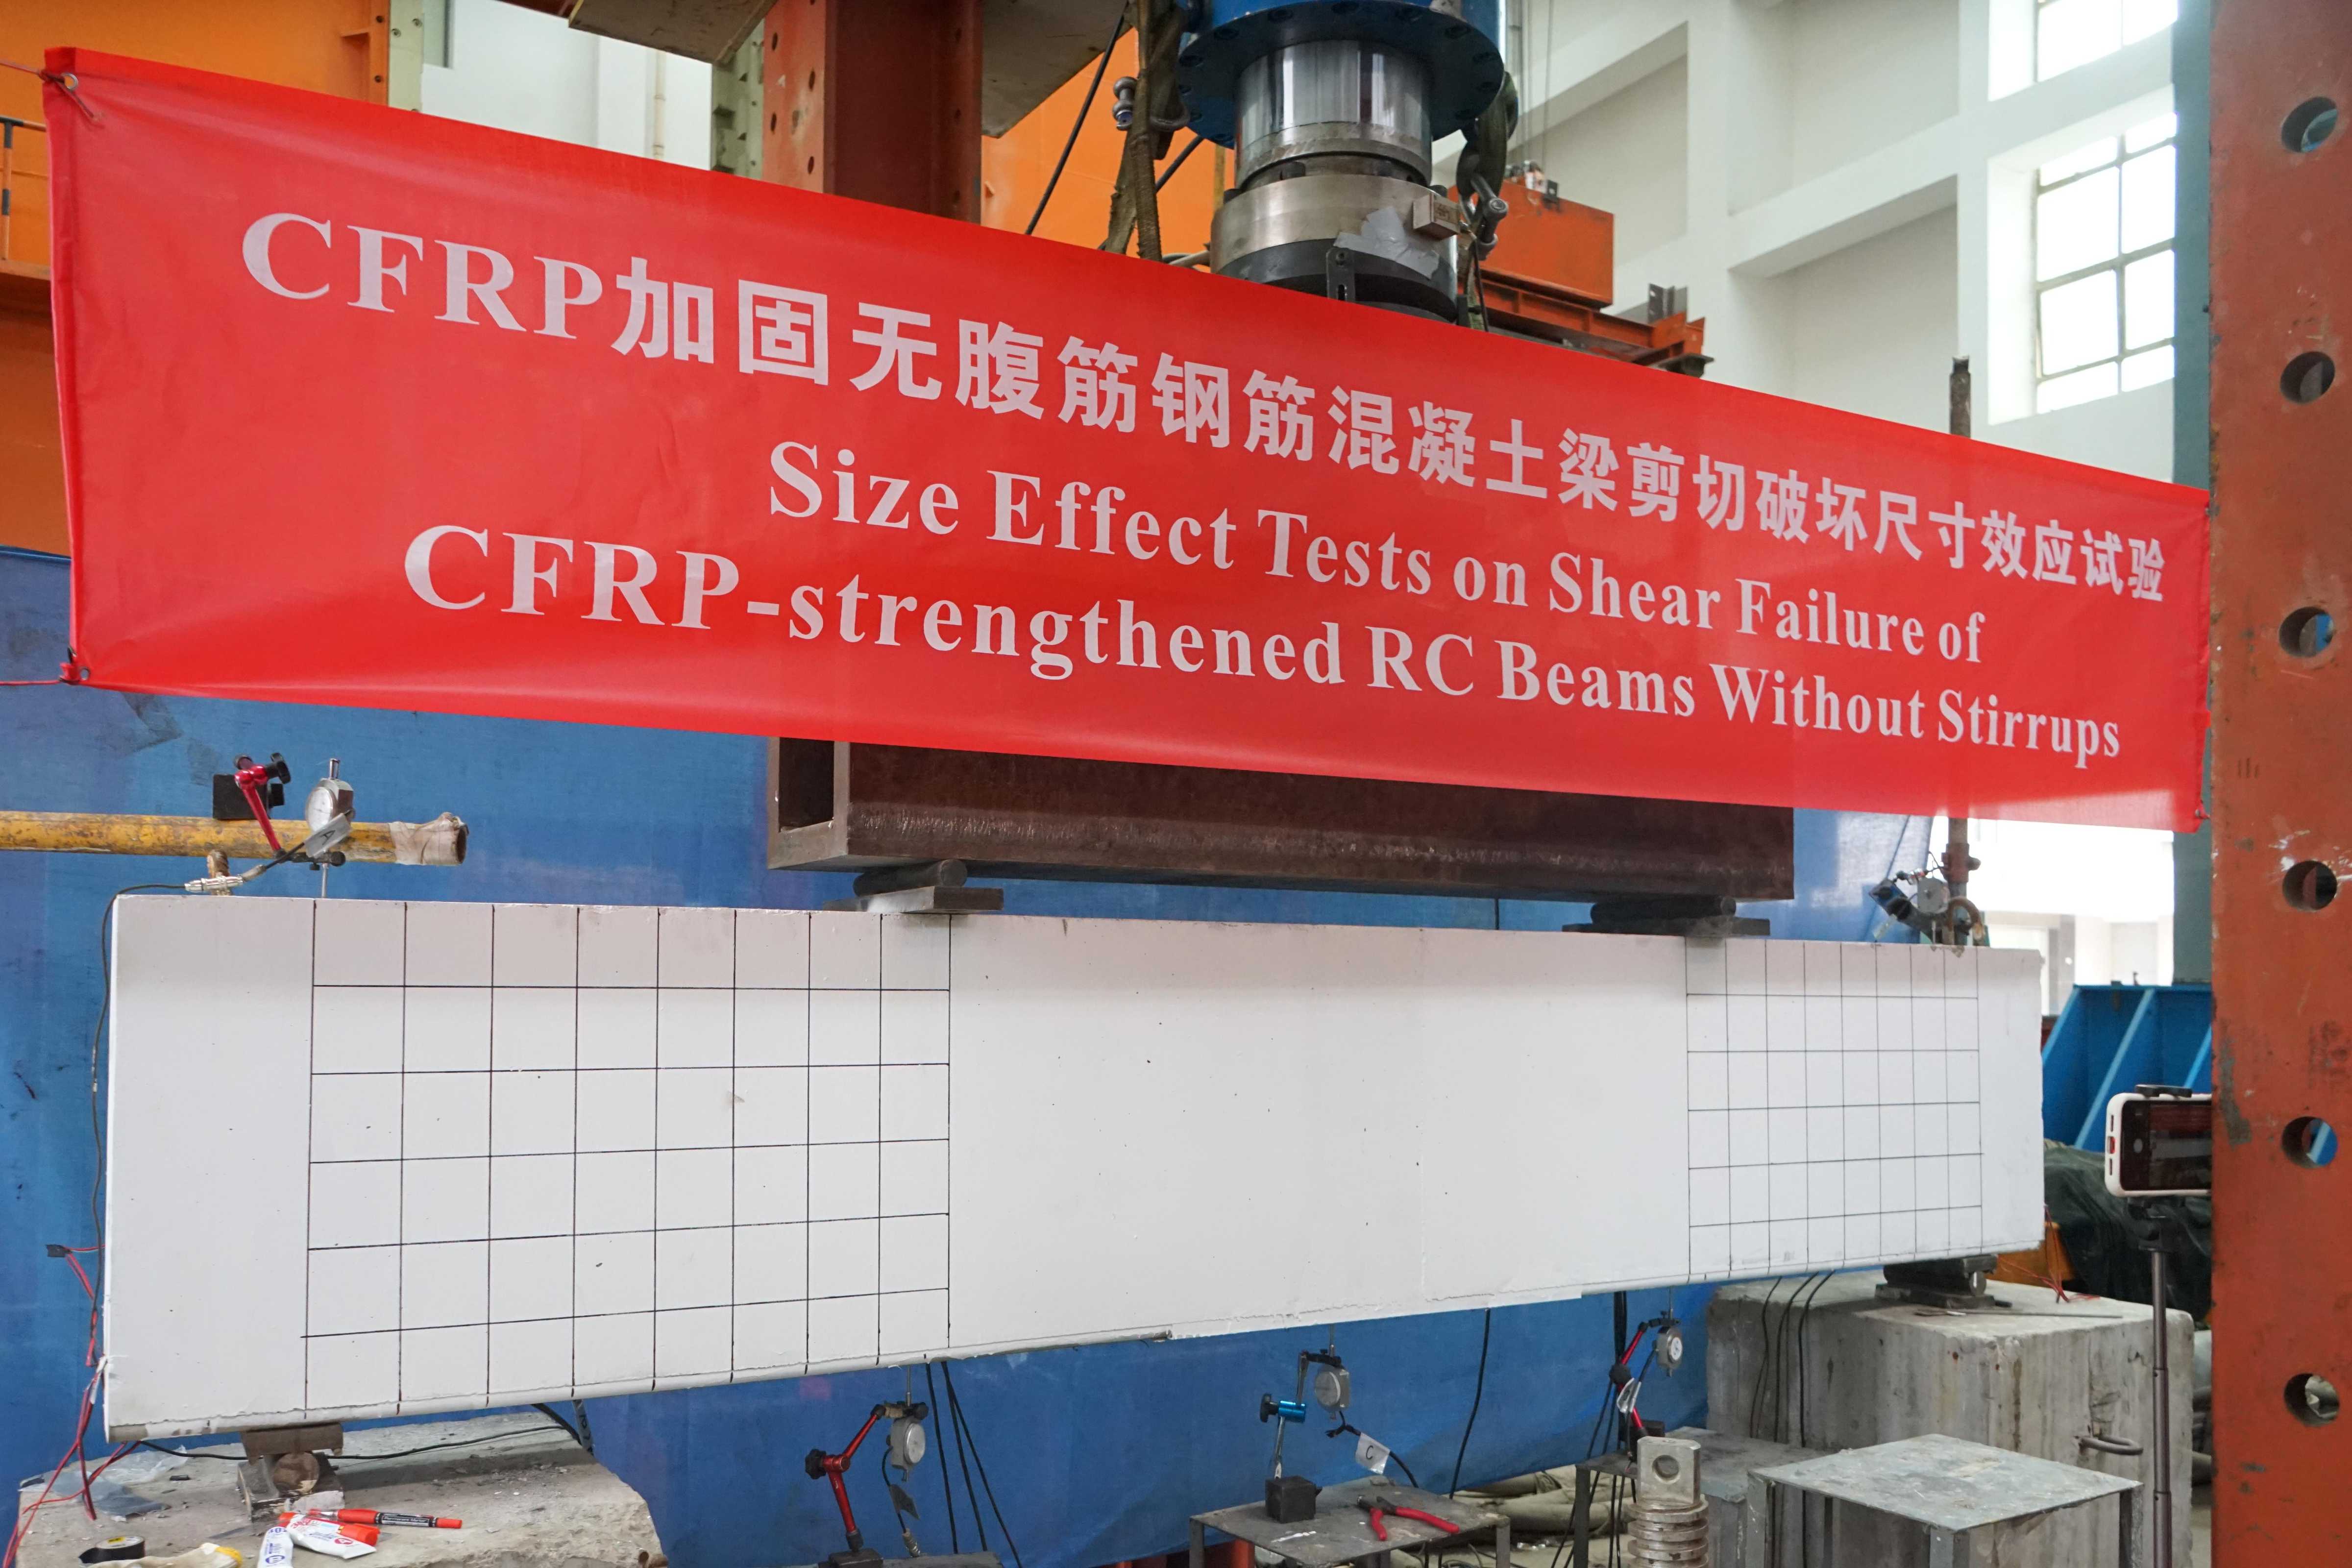 CFRP加固无腹筋钢筋混凝土梁剪切破坏尺寸效应试验
Size Effect Tests on Shear Failure of
CFRP-strengthened RC Beams Without Stirrups
A
C